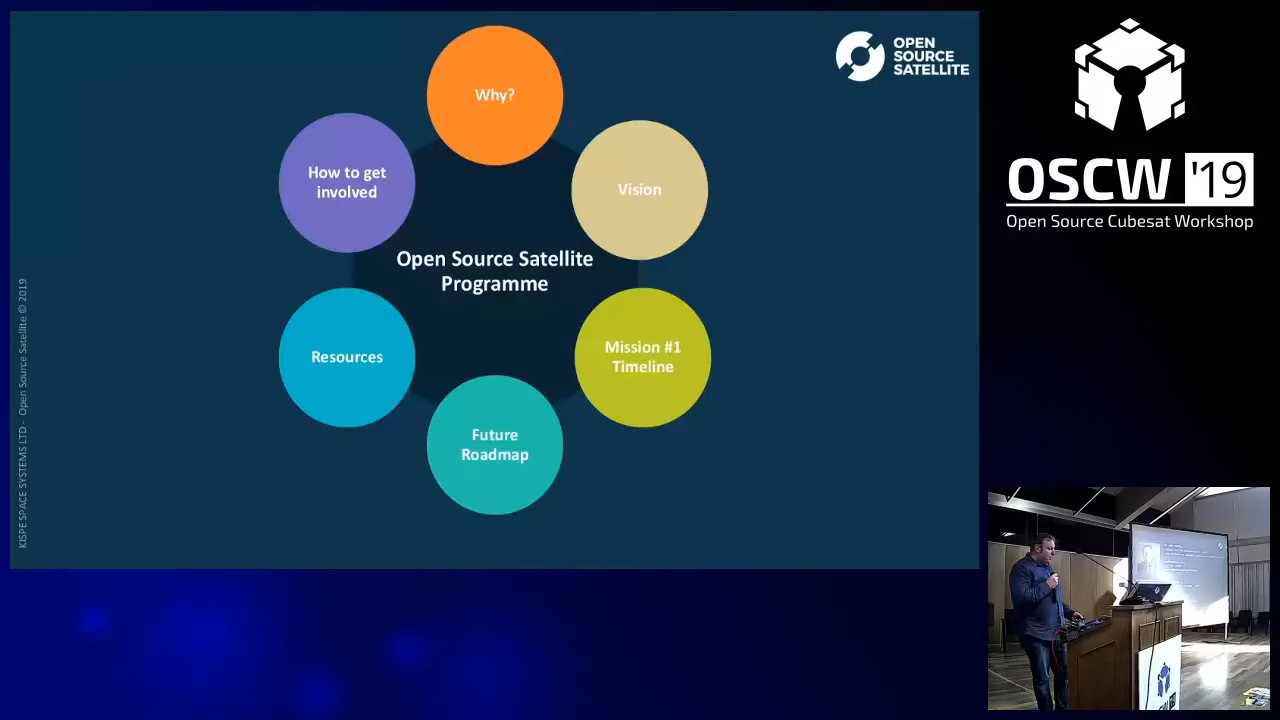 Why?
OPEN
SOURCE
SATELLITE
How to get
involved
Vision
Open Source Satellite
Programme
Resources
Mission #1
Timeline
Future
Roadmap
KISPE SPACE SYSTEMS LTD - Open Source Satellite © 2019
OSCW '19
Open Source Cubesat Workshop